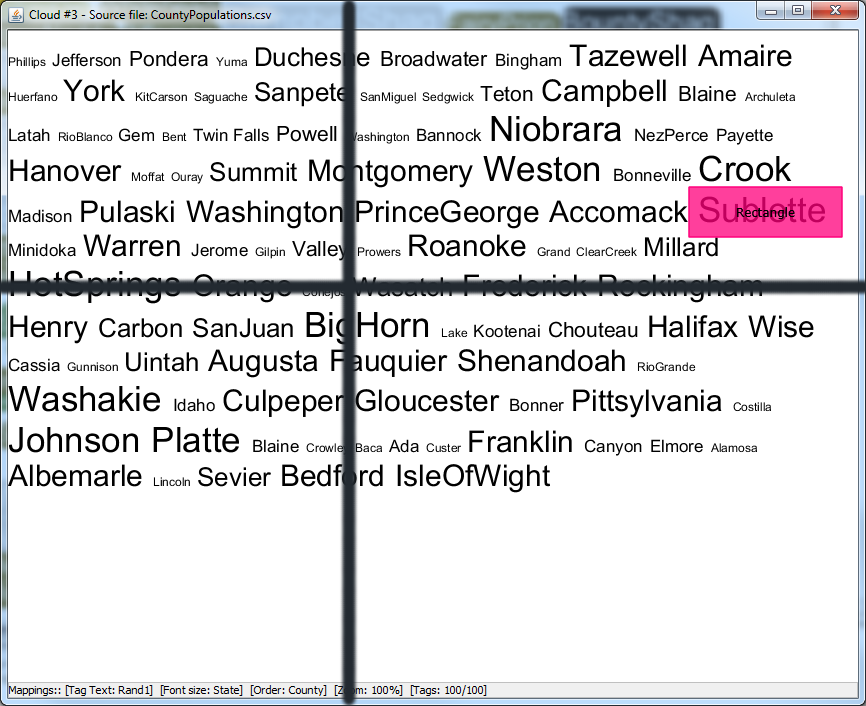 Cloud #3 - Source file: CountyPopulations.csv
Phillips Jefferson Pondera Yuma Duchesne Broadwater Bingham Tazewell Amaire
Huerfano York KitCarson Saguache Sanpete SanMiguel Sedgwick Teton Campbell Blaine Archuleta
Latah RioBlanco Gem Bent Twin Falls Powell Washington Bannock Niobrara NezPerce Payette
Hanover Moffat Ouray Summit Montgomery Weston Bonneville Crook
Madison Pulaski Washington PrinceGeorge Accomack Sublette
Rectangle
Minidoka Warren Jerome Gilpin Valley Prowers Roanoke Grand ClearCreek Millard
HotSprings Orange Conejos Wasatch Frederick Rockingham
Henry Carbon SanJuan BigHorn Lake Kootenai Chouteau Halifax Wise
Cassia Gunnison Uintah Augusta Fauquier Shenandoah RioGrande
Washakie Idaho Culpeper Gloucester Bonner Pittsylvania Costilla
Johnson Platte Blaine Crowley Baca Ada Custer Franklin Canyon Elmore Alamosa
Albemarle Lincoln Sevier Bedford IsleOfWight
Mappings:: [Tag Text: Rand1] [Font size: State] [Order: County] [Zoom: 100%] [Tags: 100/100]